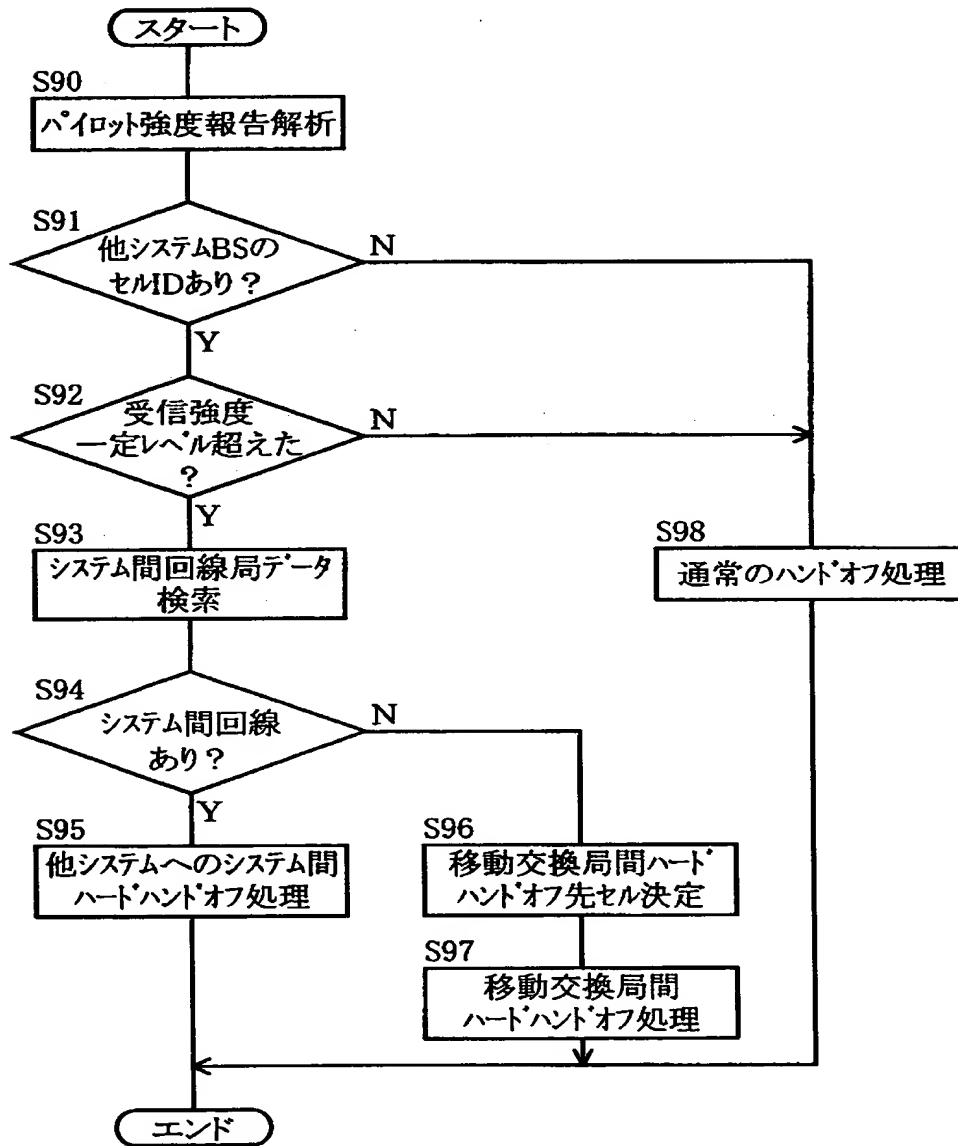 スタート
S90
パイロット強度報告解析
S91
他システムBSの
セルIDあり?
N
Y
S92
受信強度
一定レベル超えた
?
N
Y
S93
システム間回線局データ
検索
S98
通常のハンドオフ処理
S94
システム間回線
あり?
N
Y
S95
他システムへのシステム間
ハードハンドオフ処理
S96
移動交換局間ハード
ハンドオフ先セル決定
S97
移動交換局間
ハードハンドオフ処理
エンド